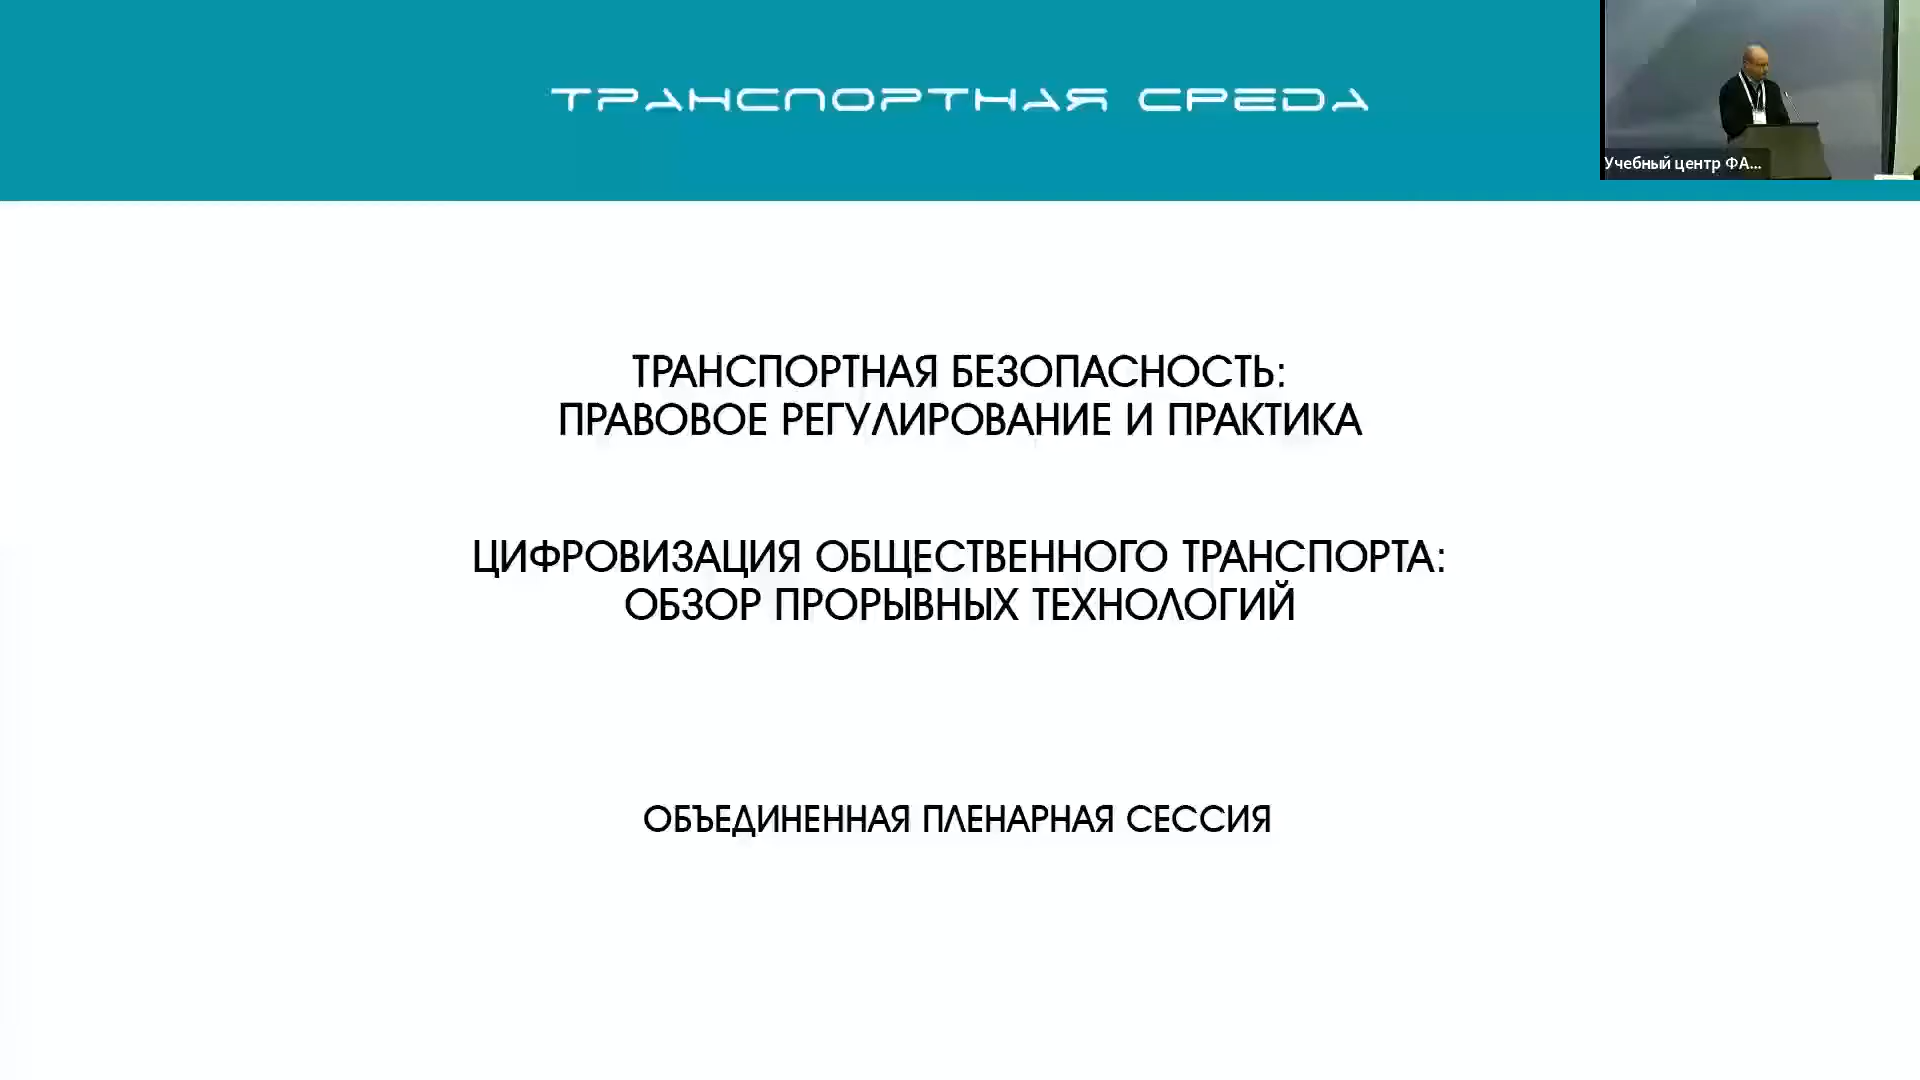 ТРАНСПОРТНАЯ СРЕДА
Учебный центр ФА...
ТРАНСПОРТНАЯ БЕЗОПАСНОСТЬ:
ПРАВОВОЕ РЕГУЛИРОВАНИЕ И ПРАКТИКА
ЦИФРОВИЗАЦИЯ ОБЩЕСТВЕННОГО ТРАНСПОРТА:
ОБЗОР ПРОРЫВНЫХ ТЕХНОЛОГИЙ
ОБЪЕДИНЕННАЯ ПЛЕНАРНАЯ СЕССИЯ